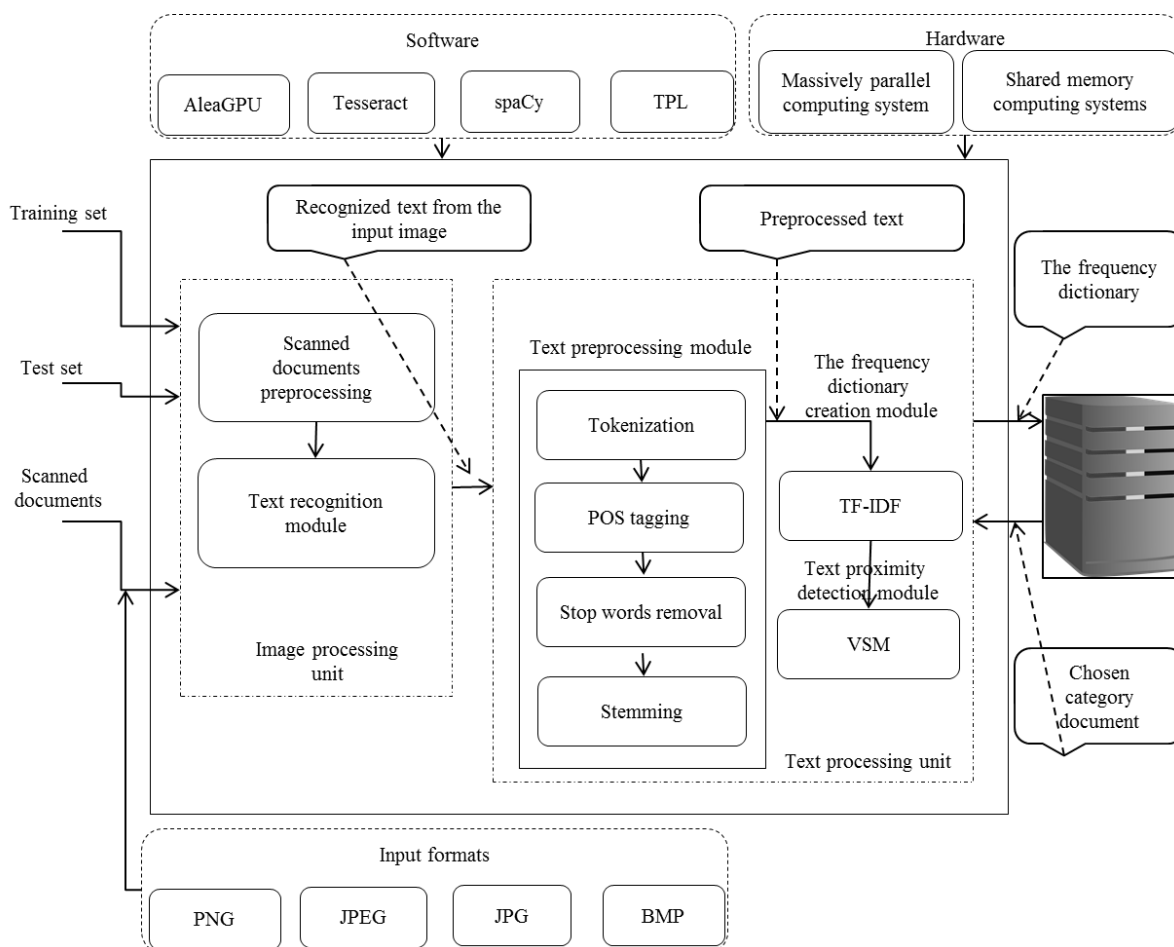 Software
AleaGPU
Tesseract
spaCy
TPL
Hardware
Massively parallel
computing system
Shared memory
computing systems
Training set
Recognized text from the
input image
Preprocessed text
The frequency
dictionary
Test set
Scanned
documents
preprocessing
Text preprocessing module
The frequency
dictionary
creation module
Tokenization
Scanned
documents
Text recognition
module
POS tagging
TF-IDF
Text proximity
detection module
Stop words removal
VSM
Image processing
unit
Stemming
Chosen
category
document
Text processing unit
Input formats
PNG
JPEG
JPG
BMP